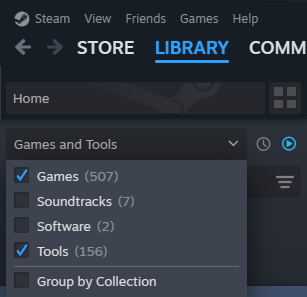 Steam View Friends Games Help
STORE LIBRARY COMM
Home
Games and Tools
Games (507)
Soundtracks (7)
Software (2)
Tools (156)
Group by Collection